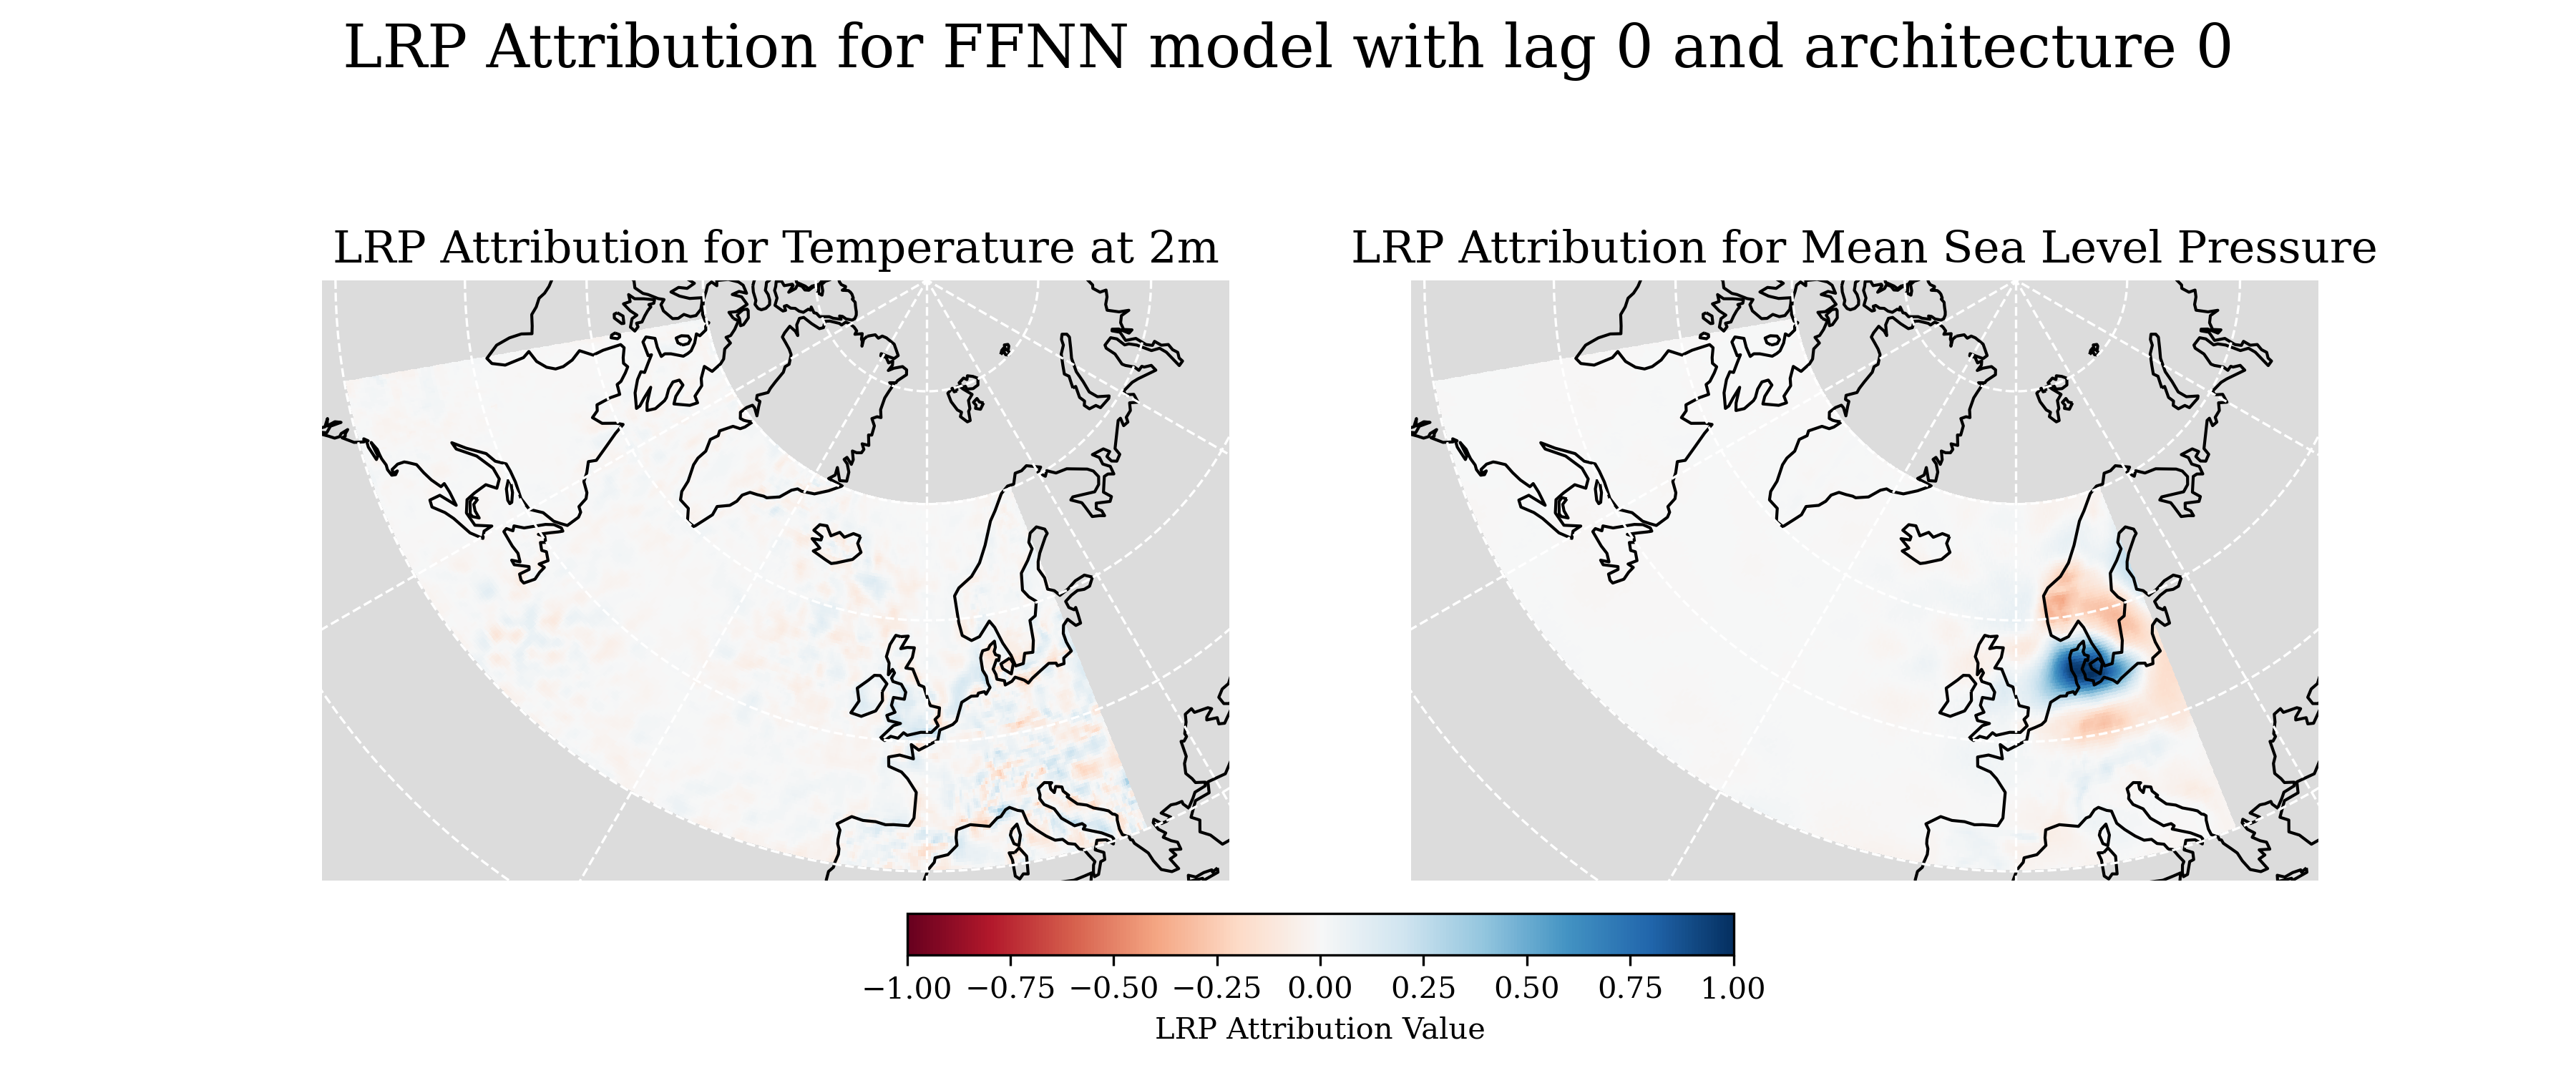 LRP Attribution for FFNN model with lag 0 and architecture 0
LRP Attribution for Temperature at 2m
LRP Attribution for Mean Sea Level Pressure
−1.00 −0.75 −0.50 −0.25 0.00 0.25 0.50 0.75 1.00
LRP Attribution Value